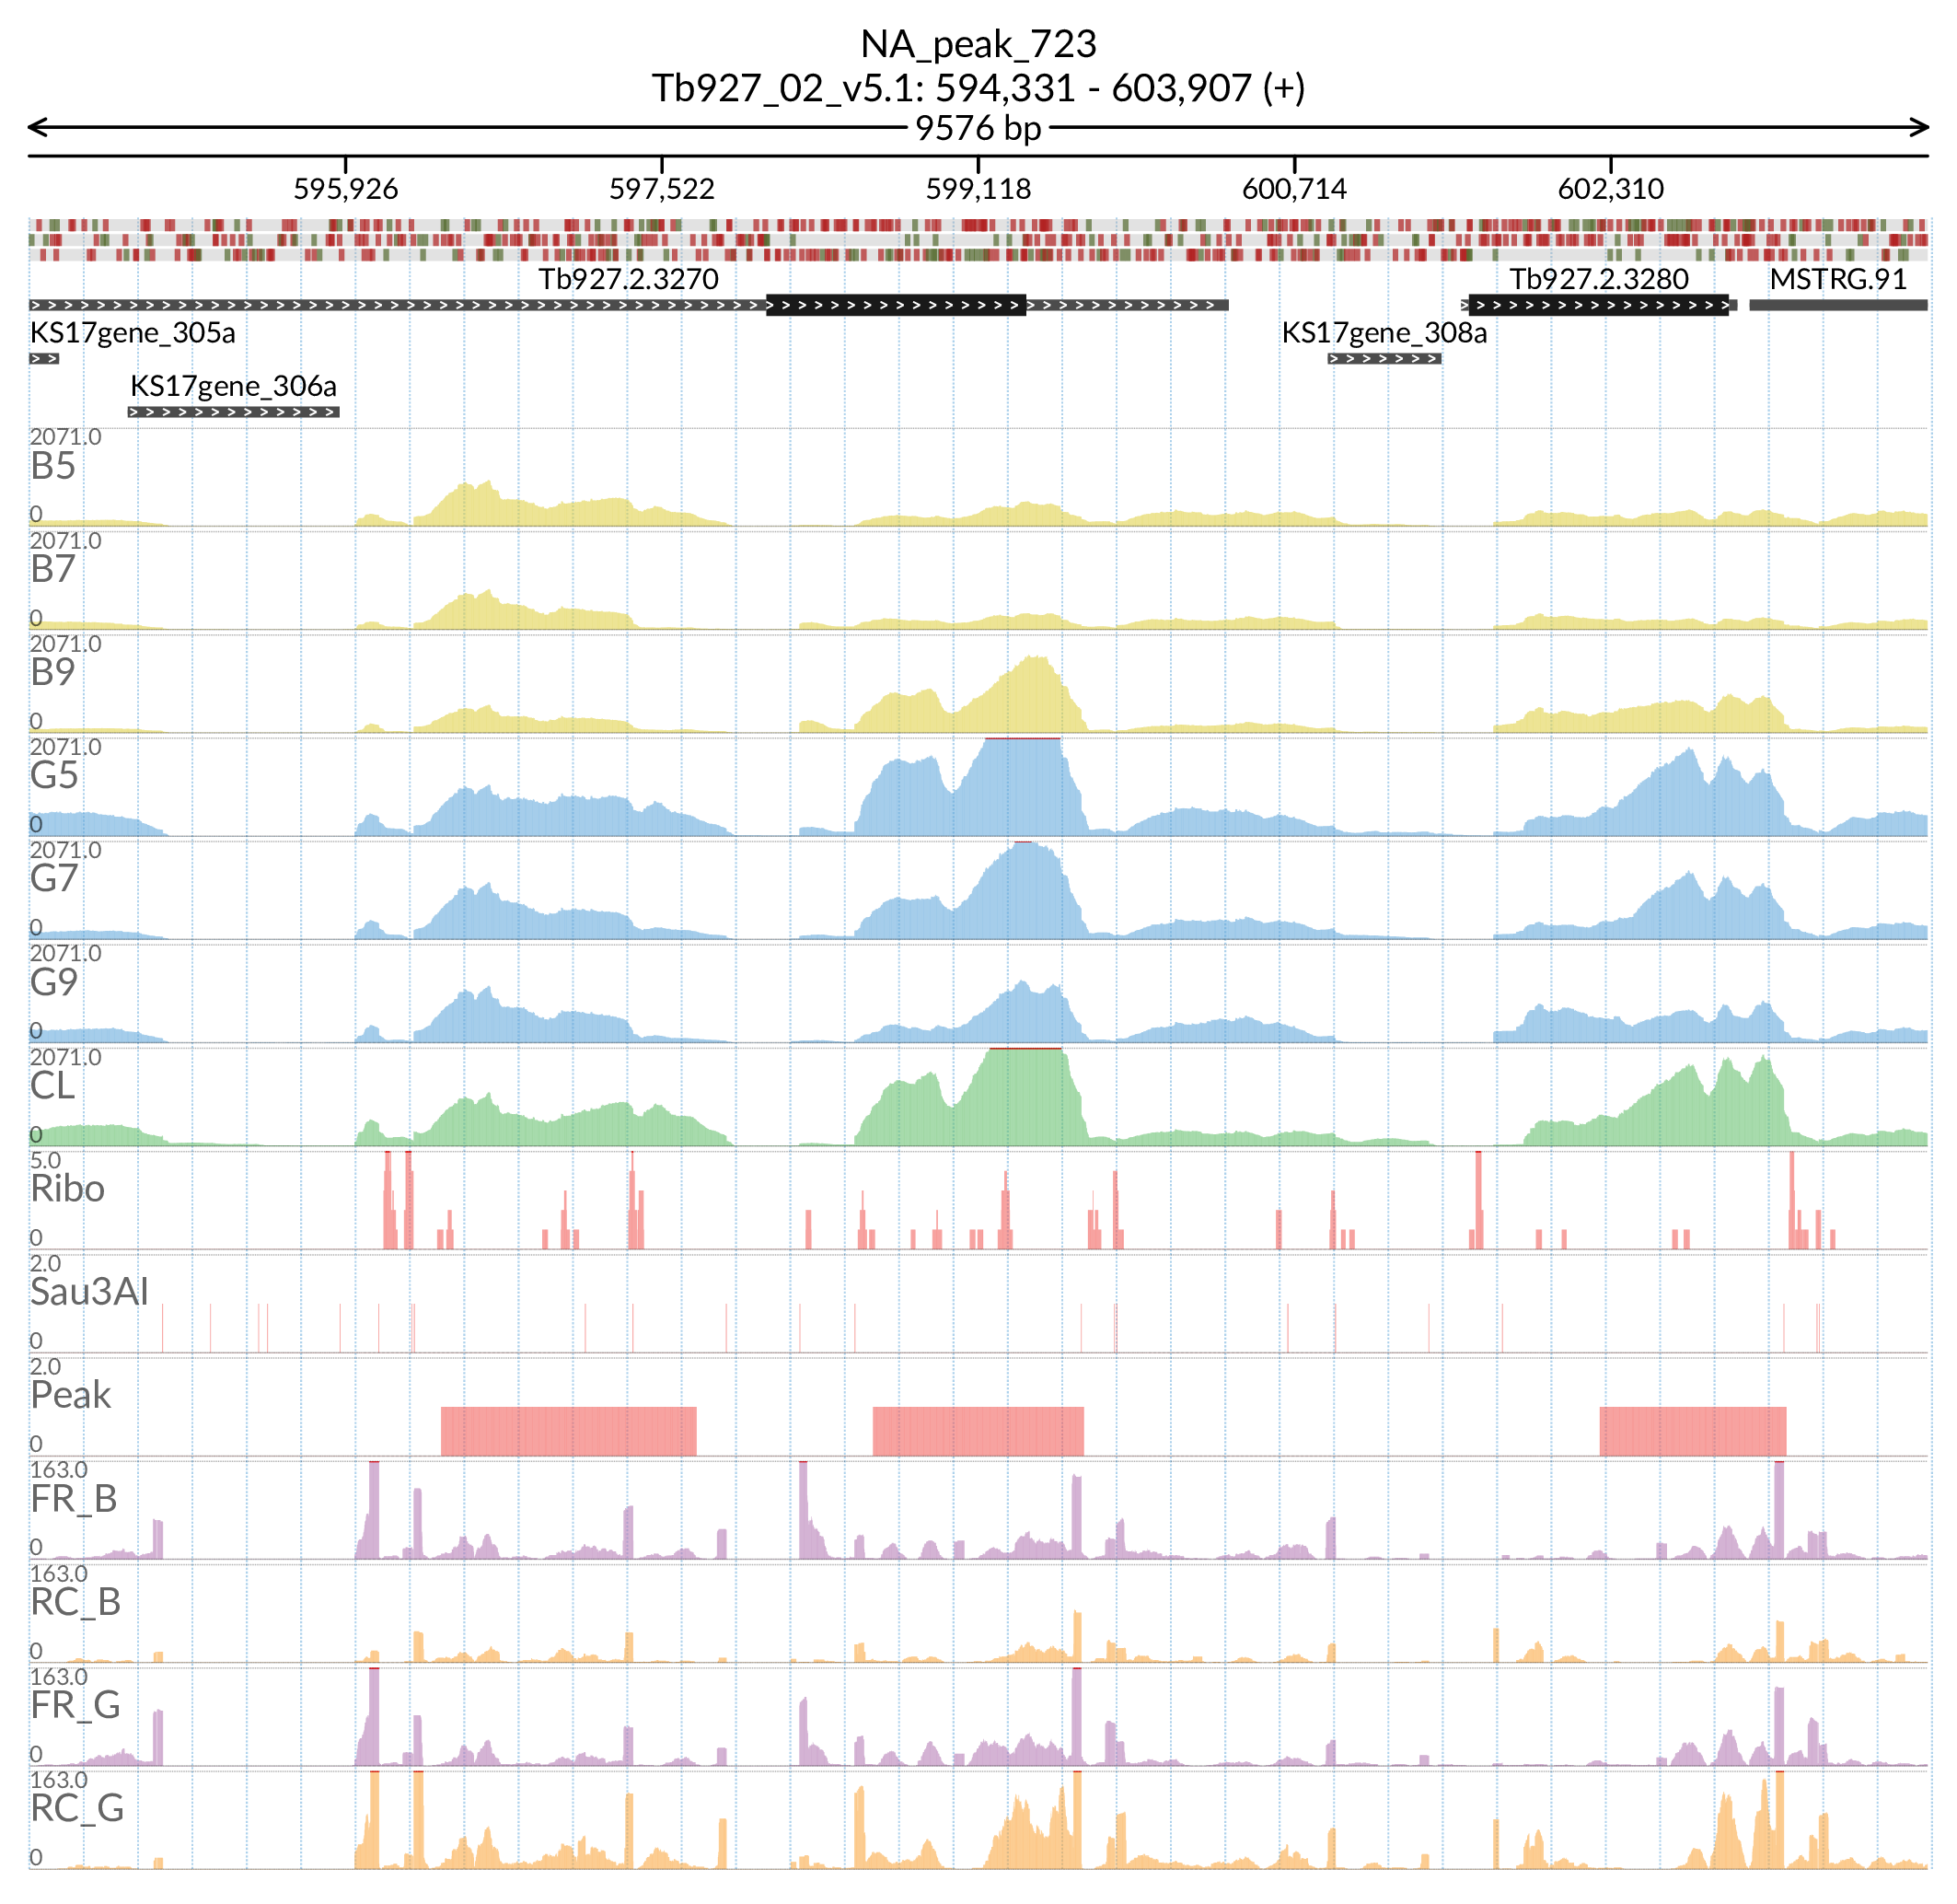 NA_peak_723
Tb927_02_v5.1: 594,331 - 603,907 (+)
9576 bp
595,926 597,522 599,118 600,714 602,310
Tb927.2.3270 Tb927.2.3280 MSTRG.91
KS17gene_305a KS17gene_308a
KS17gene_306a
2071.0
B5
0
2071.0
B7
0
2071.0
B9
0
2071.0
G5
0
2071.0
G7
0
2071.0
G9
0
2071.0
CL
0
5.0
Ribo
0
2.0
Sau3AI
0
2.0
Peak
0
163.0
FR_B
0
163.0
RC_B
0
163.0
FR_G
0
163.0
RC_G
0